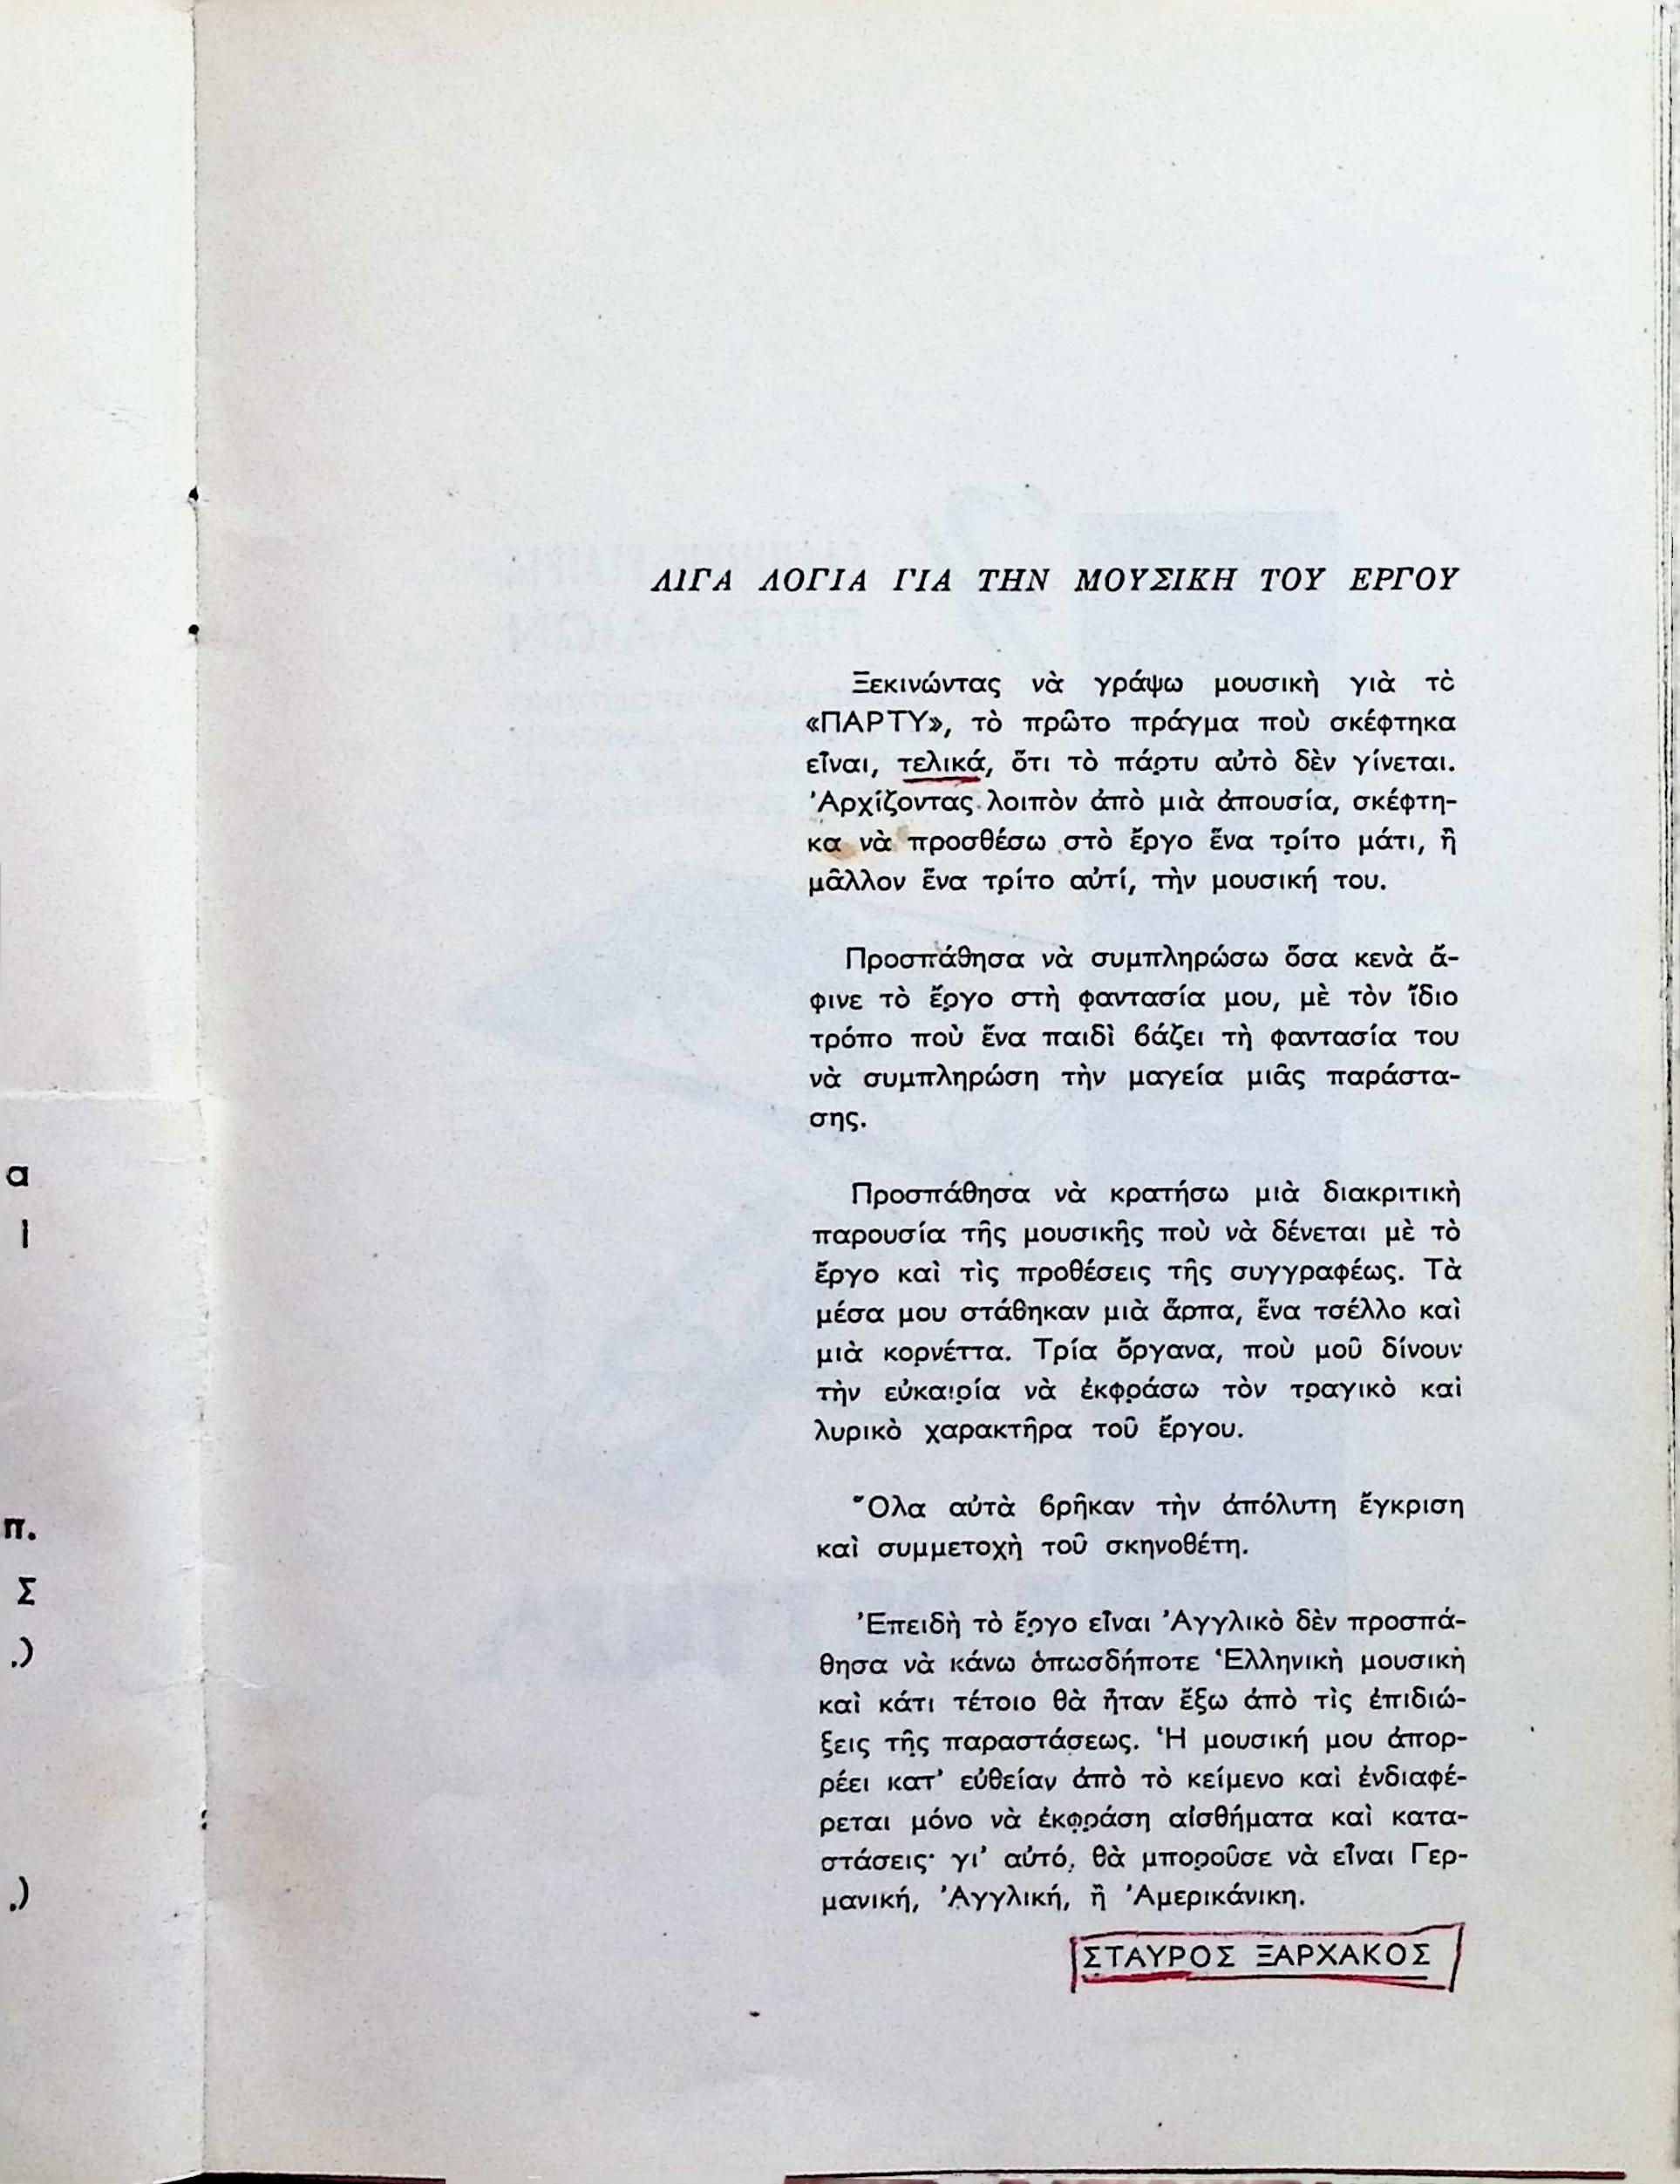 ΛΙΓΑ ΛΟΓΙΑ ΓΙΑ ΤΗΝ ΜΟΥΣΙΚΗ ΤΟΥ ΕΡΓΟΥ
Ξεκινώντας νὰ γράψω μουσικὴ γιὰ τὸ
«ΠΑΡΤΥ», τὸ πρῶτο πράγμα ποὺ σκέφτηκα
εἶναι, τελικά, ὅτι τὸ πάρτυ αὐτὸ δὲν γίνεται.
Ἀρχίζοντας λοιπὸν ἀπὸ μιὰ ἀπουσία, σκέφτη-
κα νὰ προσθέσω στὸ ἔργο ἕνα τρίτο μάτι, ἢ
μᾶλλον ἕνα τρίτο αὐτί, τὴν μουσική του.
Προσπάθησα νὰ συμπληρώσω ὅσα κενὰ ἄ-
φινε τὸ ἔργο στὴ φαντασία μου, μὲ τὸν ἴδιο
τρόπο ποὺ ἕνα παιδὶ βάζει τὴ φαντασία του
νὰ συμπληρώση τὴν μαγεία μιᾶς παράστα-
σης.
Προσπάθησα νὰ κρατήσω μιὰ διακριτικὴ
παρουσία τῆς μουσικῆς ποὺ νὰ δένεται μὲ τὸ
ἔργο καὶ τὶς προθέσεις τῆς συγγραφέως. Τὰ
μέσα μου στάθηκαν μιὰ ἅρπα, ἕνα τσέλλο καὶ
μιὰ κορνέττα. Τρία ὄργανα, ποὺ μοῦ δίνουν
τὴν εὐκαιρία νὰ ἐκφράσω τὸν τραγικὸ καὶ
λυρικὸ χαρακτῆρα τοῦ ἔργου.
Ὅλα αὐτὰ βρῆκαν τὴν ἀπόλυτη ἔγκριση
καὶ συμμετοχὴ τοῦ σκηνοθέτη.
Ἐπειδὴ τὸ ἔργο εἶναι Ἀγγλικὸ δὲν προσπά-
θησα νὰ κάνω ὁπωσδήποτε Ἑλληνικὴ μουσικὴ
καὶ κάτι τέτοιο θὰ ἦταν ἔξω ἀπὸ τὶς ἐπιδιώ-
ξεις τῆς παραστάσεως. Ἡ μουσική μου ἀπορ-
ρέει κατ' εὐθείαν ἀπὸ τὸ κείμενο καὶ ἐνδιαφέ-
ρεται μόνο νὰ ἐκφράση αἰσθήματα καὶ κατα-
στάσεις· γι' αὐτό, θὰ μποροῦσε νὰ εἶναι Γερ-
μανική, Ἀγγλική, ἢ Ἀμερικάνικη.
ΣΤΑΥΡΟΣ ΞΑΡΧΑΚΟΣ